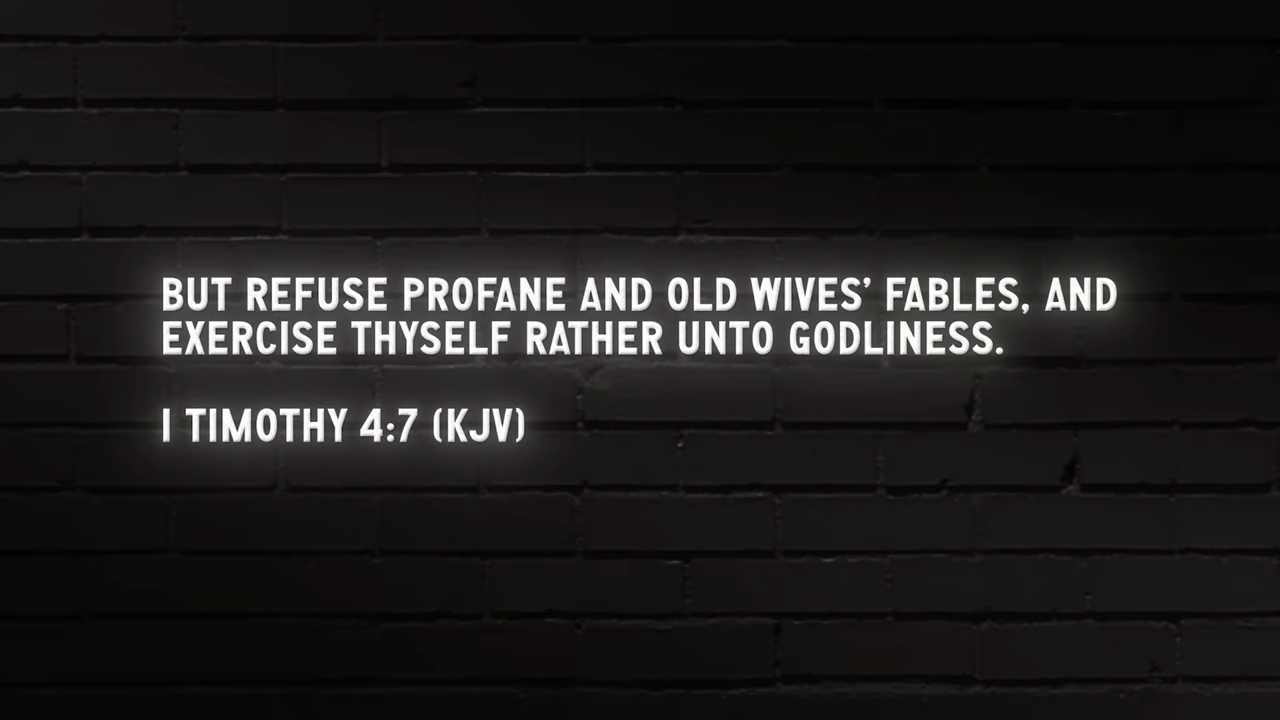 BUT REFUSE PROFANE AND OLD WIVES’ FABLES, AND
EXERCISE THYSELF RATHER UNTO GODLINESS.
I TIMOTHY 4:7 (KJV)